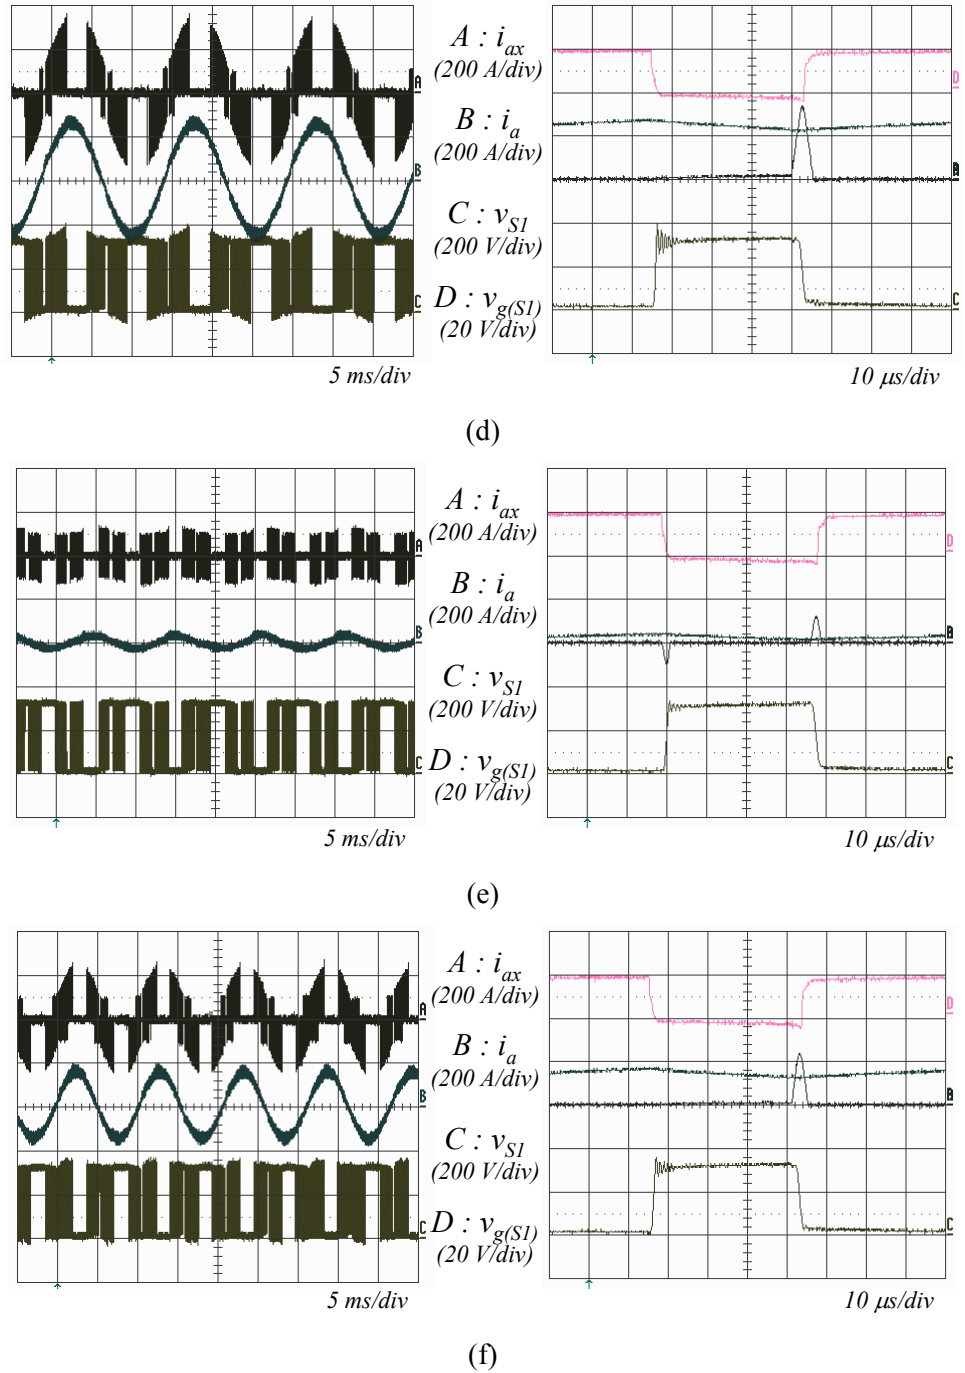 A : i_ax
(200 A/div)
B : i_a
(200 A/div)
C : v_S1
(200 V/div)
D : v_g(S1)
(20 V/div)
A
B
C
5 ms/div
D
C
10 μs/div
(d)
A : i_ax
(200 A/div)
B : i_a
(200 A/div)
C : v_S1
(200 V/div)
D : v_g(S1)
(20 V/div)
A
B
C
5 ms/div
D
C
10 μs/div
(e)
A : i_ax
(200 A/div)
B : i_a
(200 A/div)
C : v_S1
(200 V/div)
D : v_g(S1)
(20 V/div)
A
B
C
5 ms/div
D
C
10 μs/div
(f)